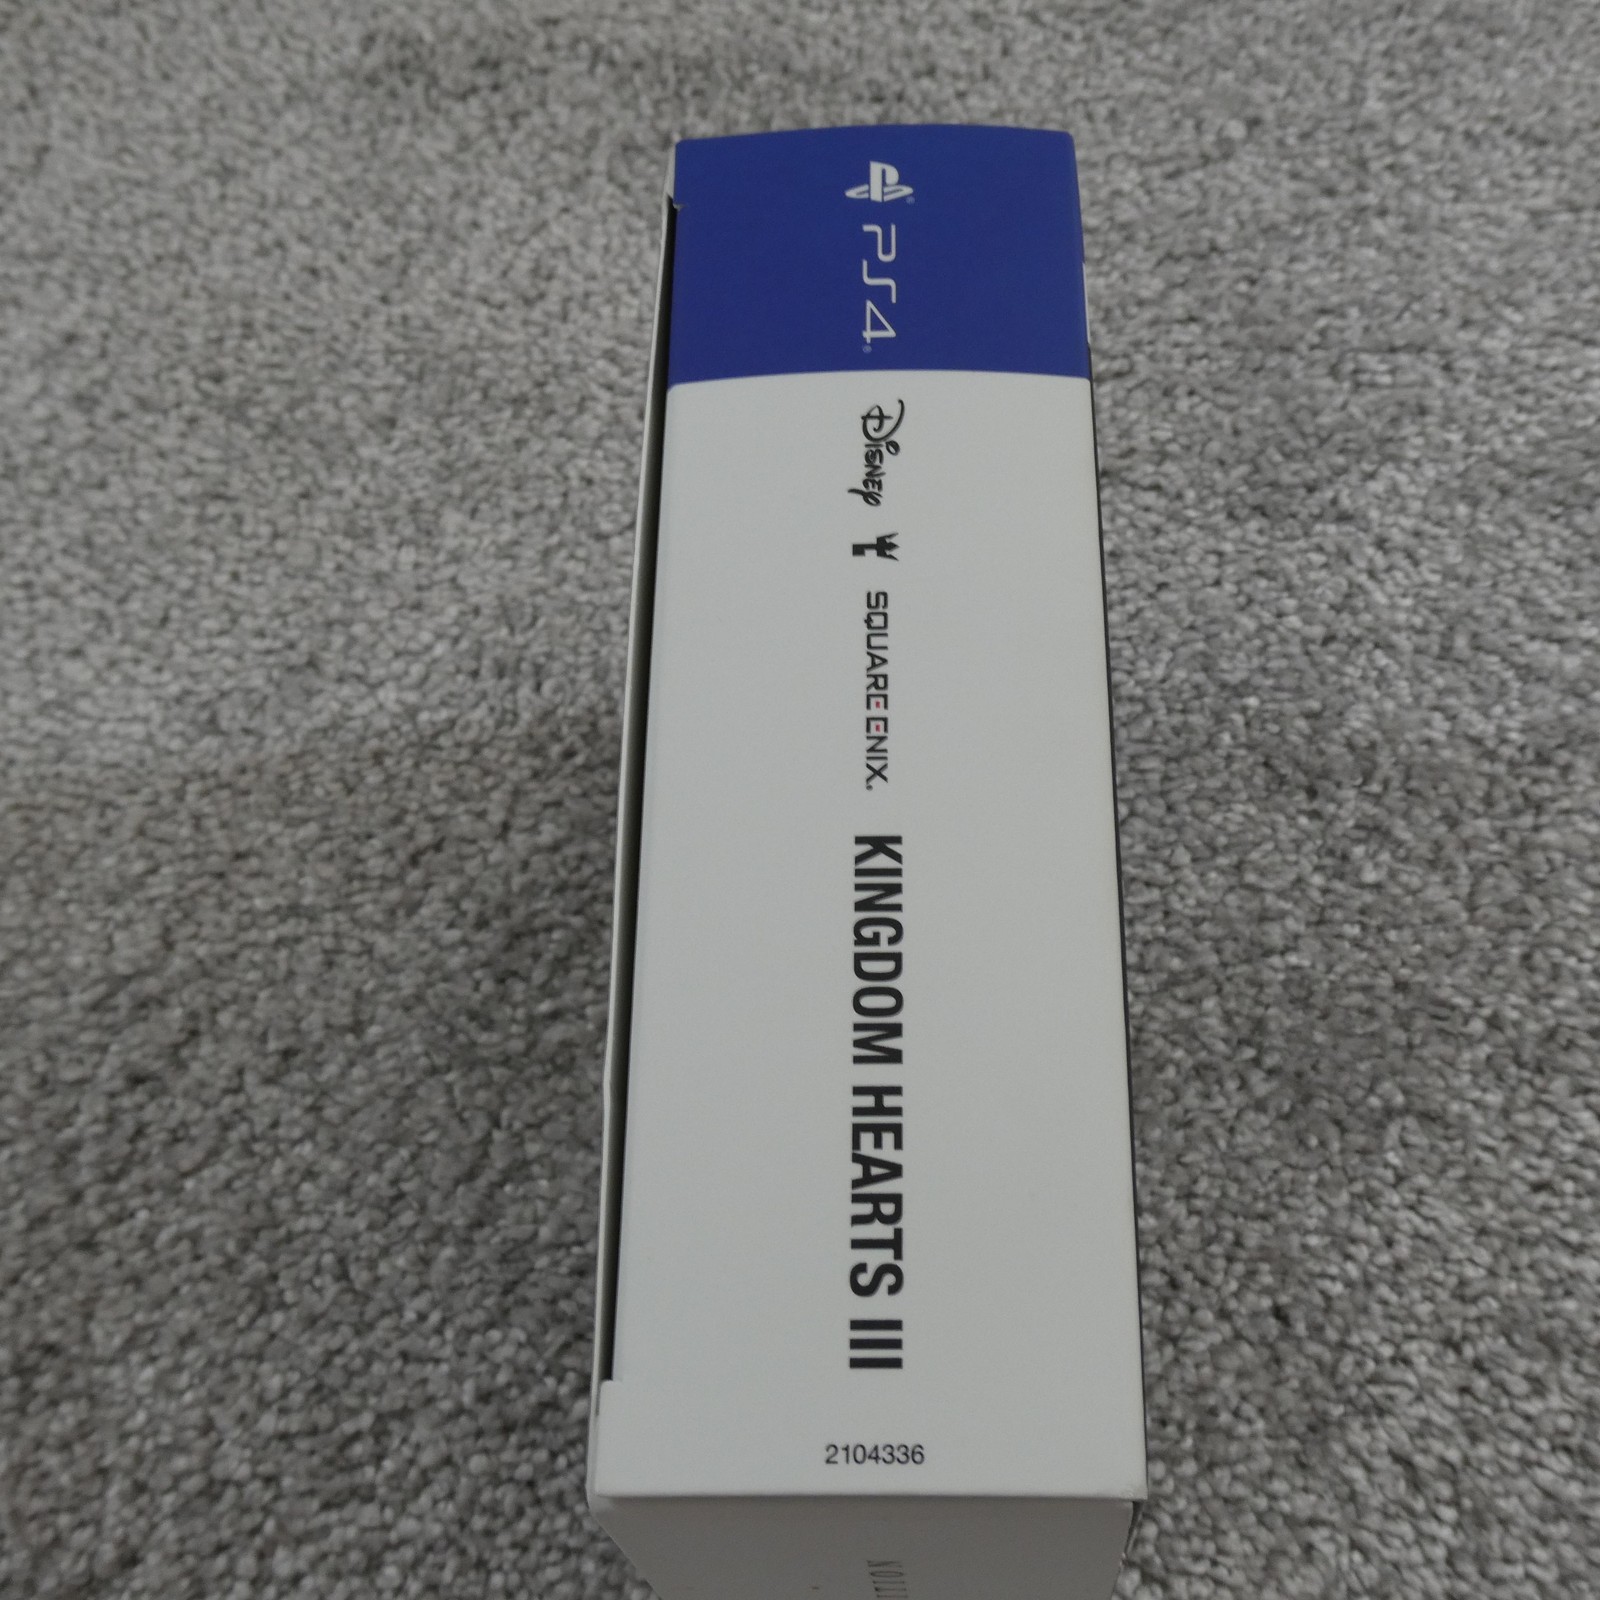 PS4
Disney
SQUARE ENIX.
KINGDOM HEARTS III
2104336